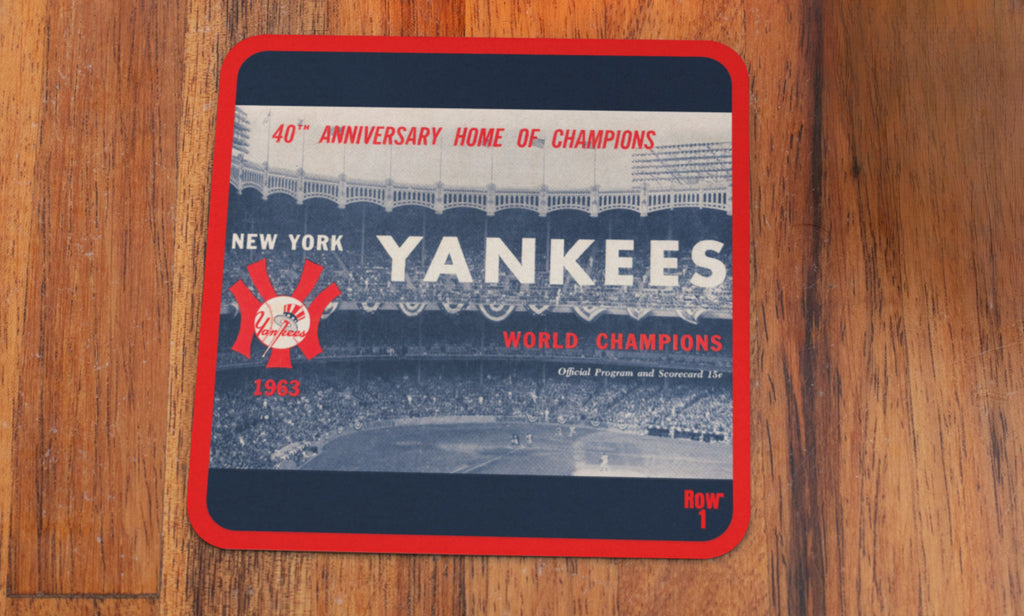 40TH ANNIVERSARY HOME OF CHAMPIONS
NEW YORK
YANKEES
Yankees
WORLD CHAMPIONS
Official Program and Scorecard 15¢
1963
Row
1